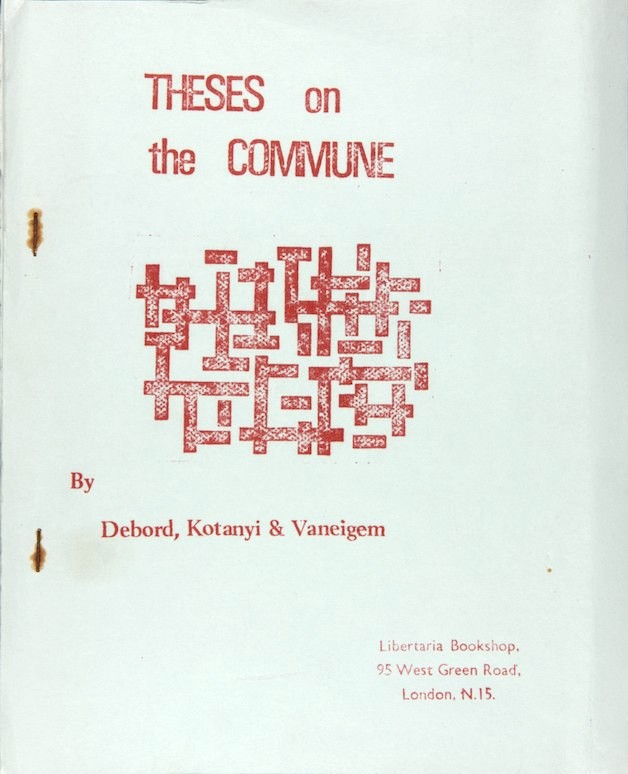 THESES on
the COMMUNE
By
Debord, Kotanyi & Vaneigem
Libertaria Bookshop,
95 West Green Road,
London, N.15.